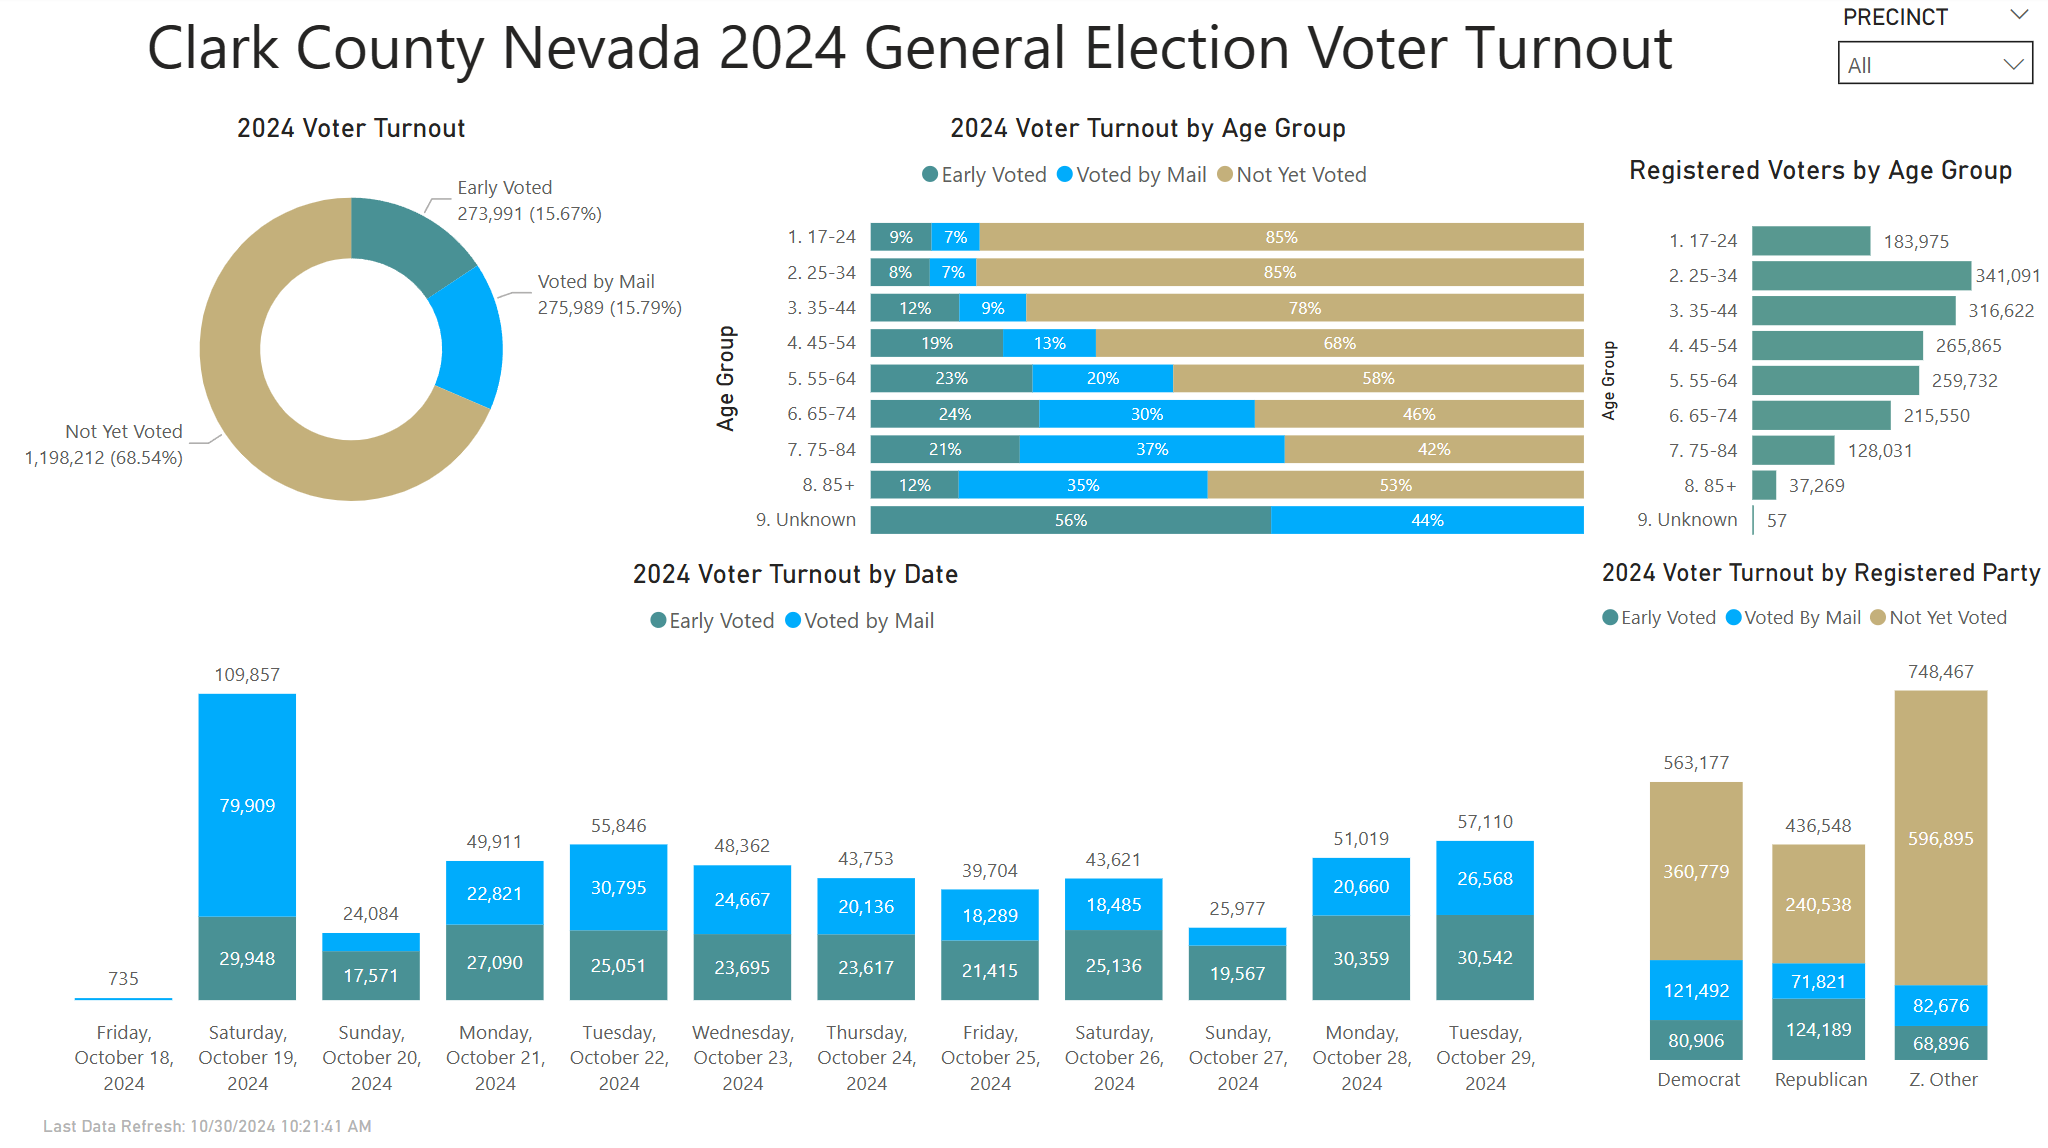 Clark County Nevada 2024 General Election Voter Turnout
PRECINCT
All
2024 Voter Turnout
Early Voted
273,991 (15.67%)
Voted by Mail
275,989 (15.79%)
Not Yet Voted
1,198,212 (68.54%)
2024 Voter Turnout by Age Group
Early Voted Voted by Mail Not Yet Voted
Age Group
1. 17-24 9% 7% 85%
2. 25-34 8% 7% 85%
3. 35-44 12% 9% 78%
4. 45-54 19% 13% 68%
5. 55-64 23% 20% 58%
6. 65-74 24% 30% 46%
7. 75-84 21% 37% 42%
8. 85+ 12% 35% 53%
9. Unknown 56% 44%
Registered Voters by Age Group
Age Group
1. 17-24 183,975
2. 25-34 341,091
3. 35-44 316,622
4. 45-54 265,865
5. 55-64 259,732
6. 65-74 215,550
7. 75-84 128,031
8. 85+ 37,269
9. Unknown 57
2024 Voter Turnout by Date
Early Voted Voted by Mail
735
Friday,
October 18,
2024
109,857
79,909
29,948
Saturday,
October 19,
2024
24,084
17,571
Sunday,
October 20,
2024
49,911
22,821
27,090
Monday,
October 21,
2024
55,846
30,795
25,051
Tuesday,
October 22,
2024
48,362
24,667
23,695
Wednesday,
October 23,
2024
43,753
20,136
23,617
Thursday,
October 24,
2024
39,704
18,289
21,415
Friday,
October 25,
2024
43,621
18,485
25,136
Saturday,
October 26,
2024
25,977
19,567
Sunday,
October 27,
2024
51,019
20,660
30,359
Monday,
October 28,
2024
57,110
26,568
30,542
Tuesday,
October 29,
2024
2024 Voter Turnout by Registered Party
Early Voted Voted By Mail Not Yet Voted
563,177
360,779
121,492
80,906
Democrat
436,548
240,538
71,821
124,189
Republican
748,467
596,895
82,676
68,896
Z. Other
Last Data Refresh: 10/30/2024 10:21:41 AM